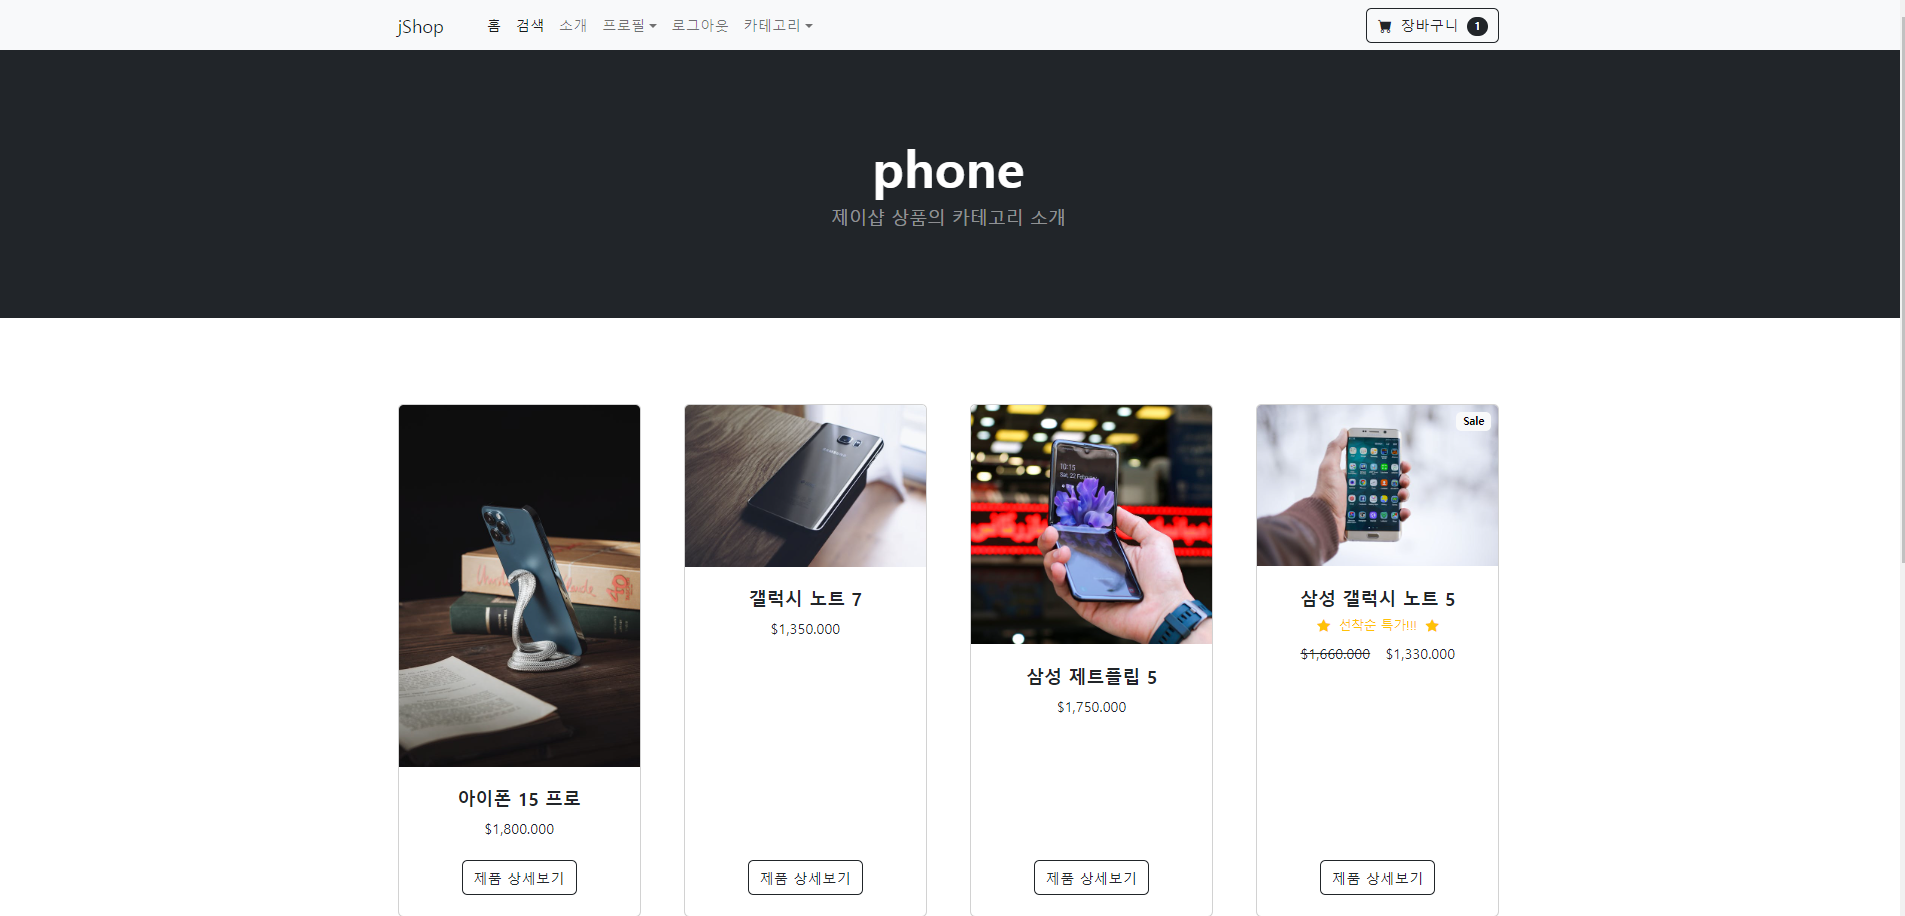 jShop 홈 검색 소개 프로필 로그아웃 카테고리 장바구니 1
phone
제이샵 상품의 카테고리 소개
아이폰 15 프로
$1,800.000
제품 상세보기
SAMSUNG
갤럭시 노트 7
$1,350.000
제품 상세보기
10:15
삼성 제트플립 5
$1,750.000
제품 상세보기
Sale
삼성 갤럭시 노트 5
선착순 특가!!!
$1,660.000 $1,330.000
제품 상세보기